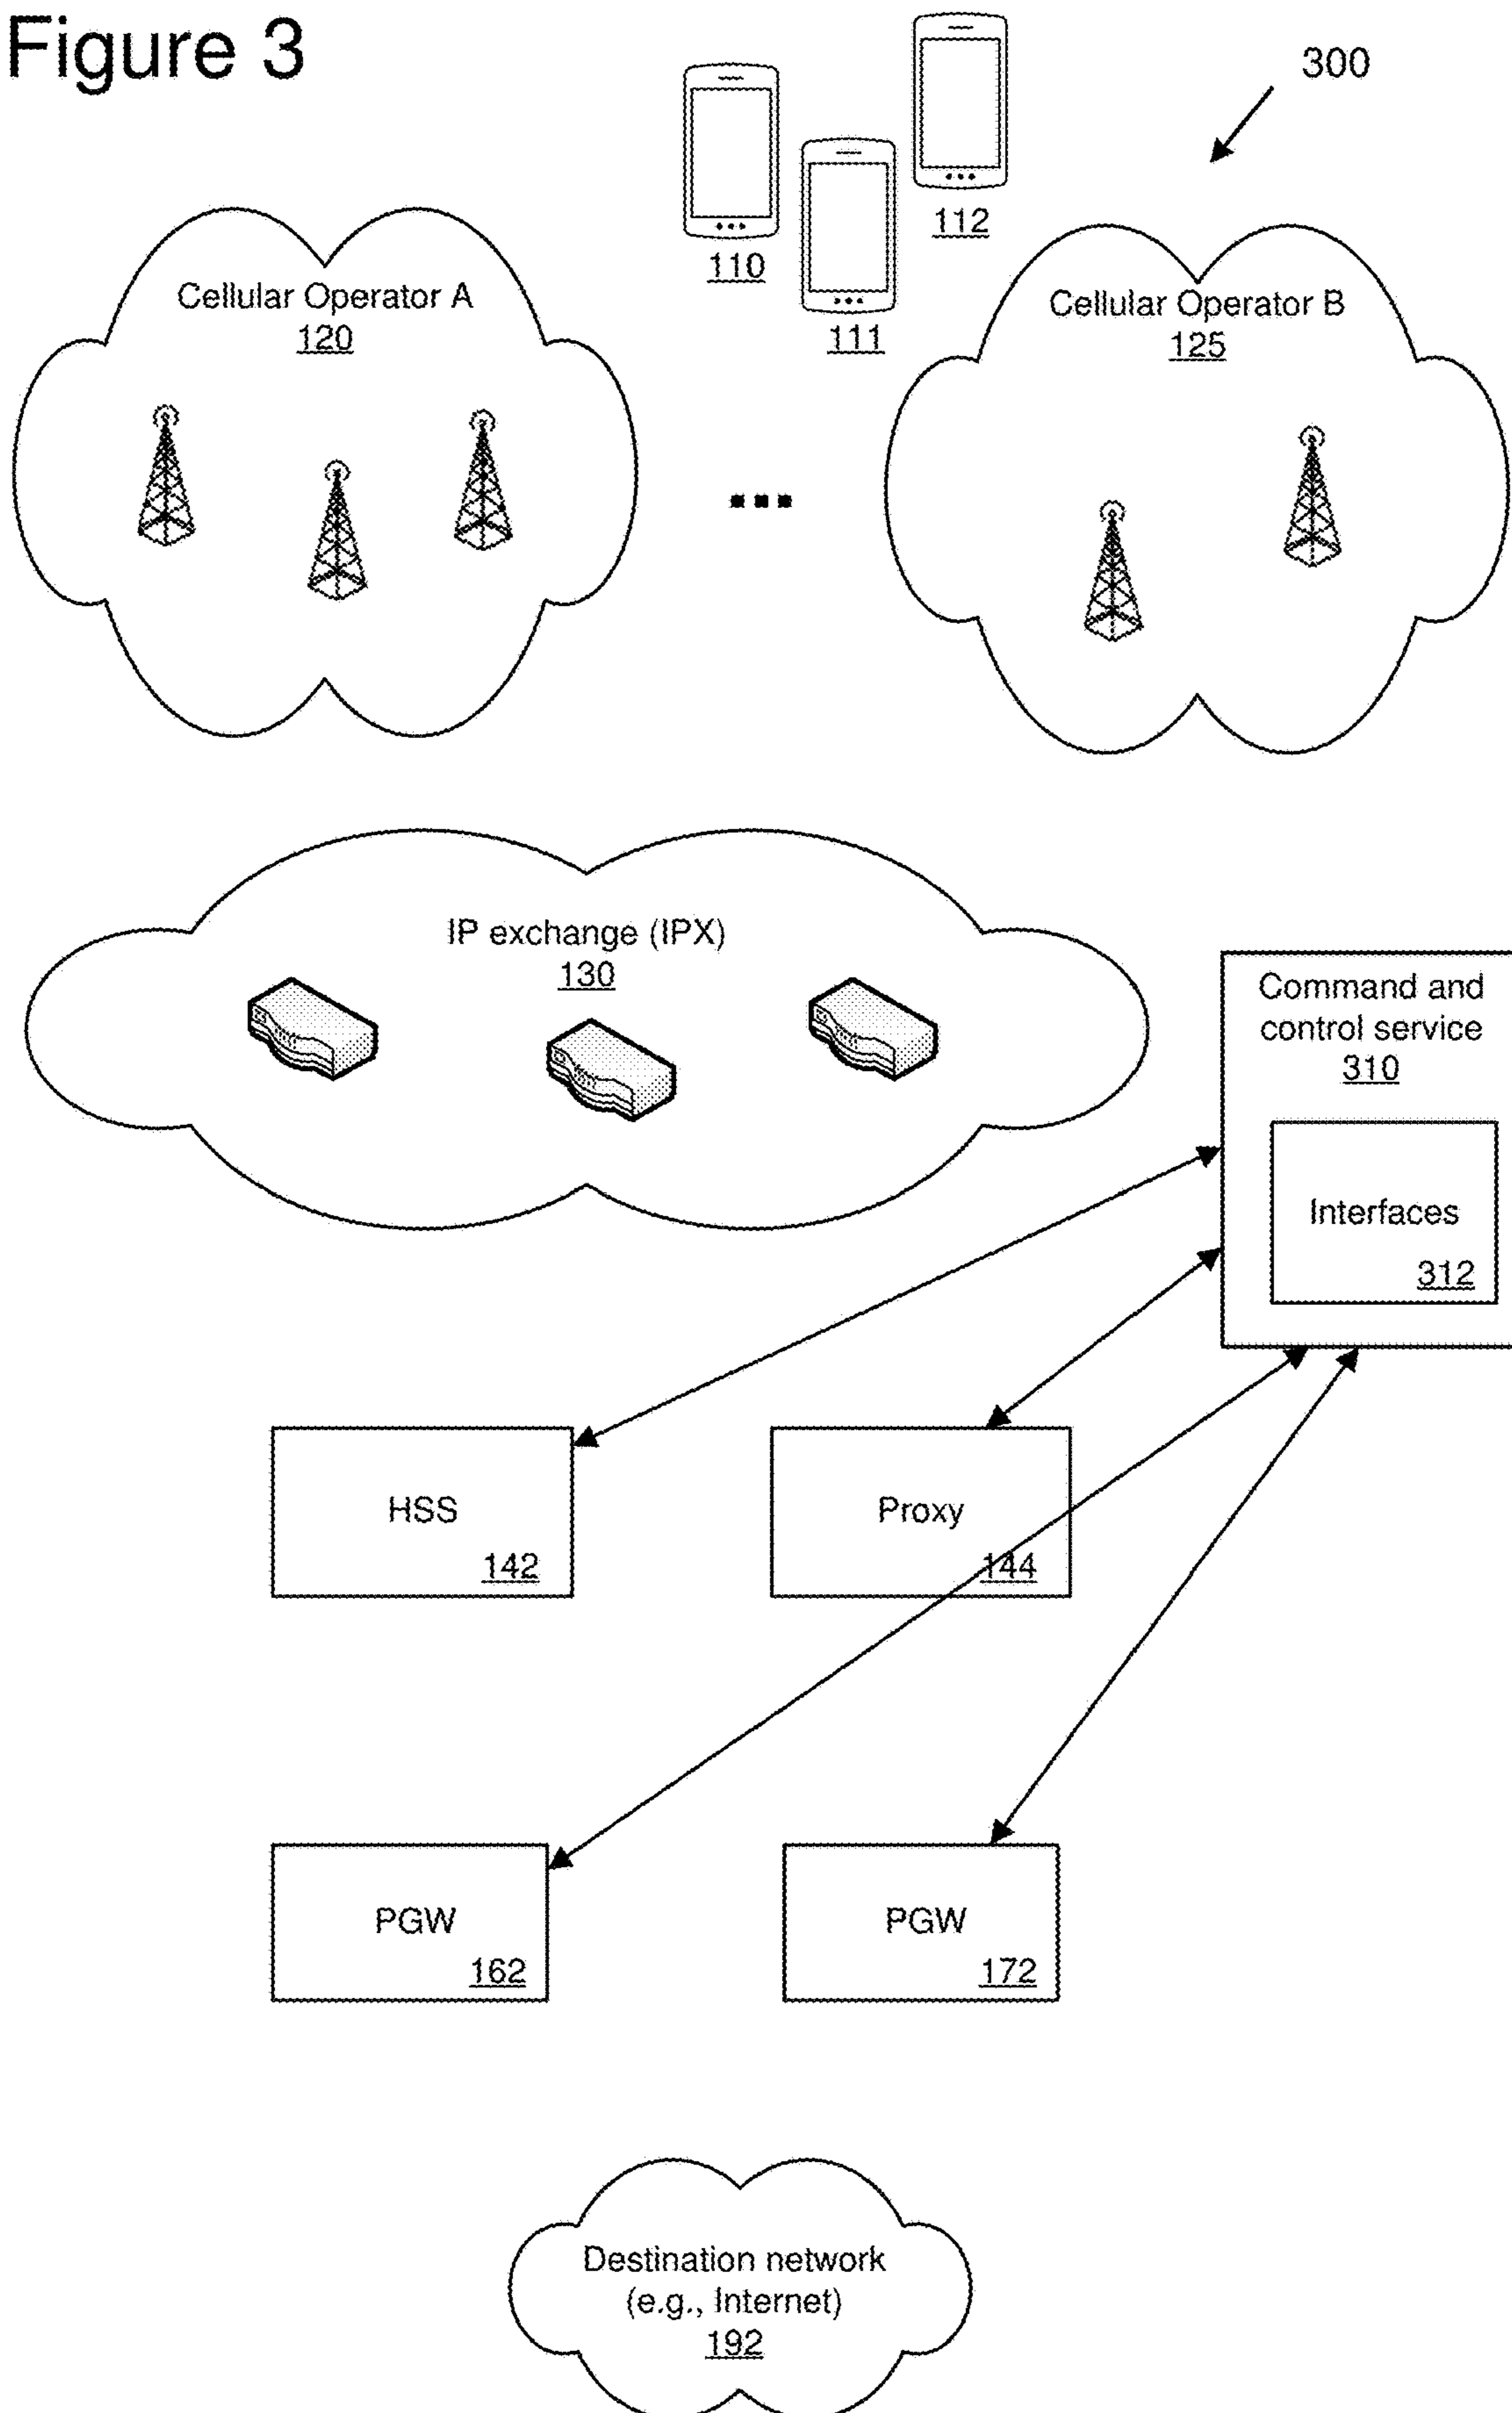 Figure 3
300
112
110
111
Cellular Operator A
120
Cellular Operator B
125
...
IP exchange (IPX)
130
Command and
control service
310
Interfaces
312
HSS
142
Proxy
144
PGW
162
PGW
172
Destination network
(e.g., Internet)
192